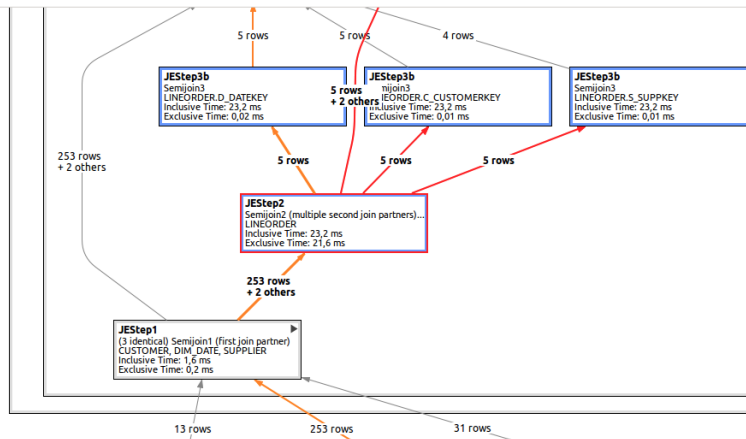 5 rows
5 rows
4 rows
JEStep3b
Semijoin3
LINEORDER.D_DATEKEY
Inclusive Time: 23,2 ms
Exclusive Time: 0,02 ms
5 rows
+ 2 others
JEStep3b
mijoin3
LINEORDER.C_CUSTOMERKEY
Inclusive Time: 23,2 ms
Exclusive Time: 0,01 ms
JEStep3b
Semijoin3
LINEORDER.S_SUPPKEY
Inclusive Time: 23,2 ms
Exclusive Time: 0,01 ms
253 rows
+ 2 others
5 rows
5 rows
5 rows
JEStep2
Semijoin2 (multiple second join partners)...
LINEORDER
Inclusive Time: 23,2 ms
Exclusive Time: 21,6 ms
253 rows
+ 2 others
JEStep1
(3 identical) Semijoin1 (first join partner)
CUSTOMER, DIM_DATE, SUPPLIER
Inclusive Time: 1,6 ms
Exclusive Time: 0,2 ms
13 rows
253 rows
31 rows